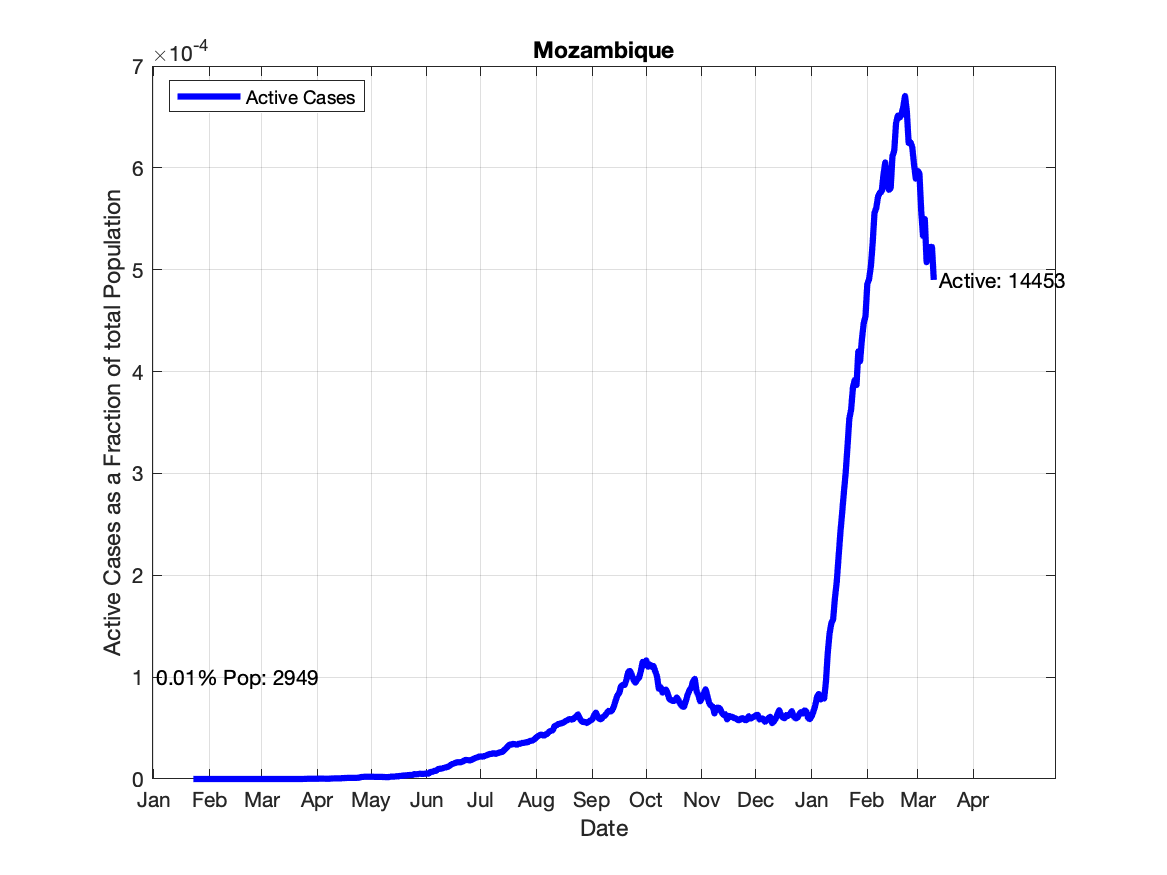 Mozambique
×10-4
7
6
5
4
3
2
1
0
Active Cases
Active: 14453
0.01% Pop: 2949
Active Cases as a Fraction of total Population
Jan Feb Mar Apr May Jun Jul Aug Sep Oct Nov Dec Jan Feb Mar Apr
Date